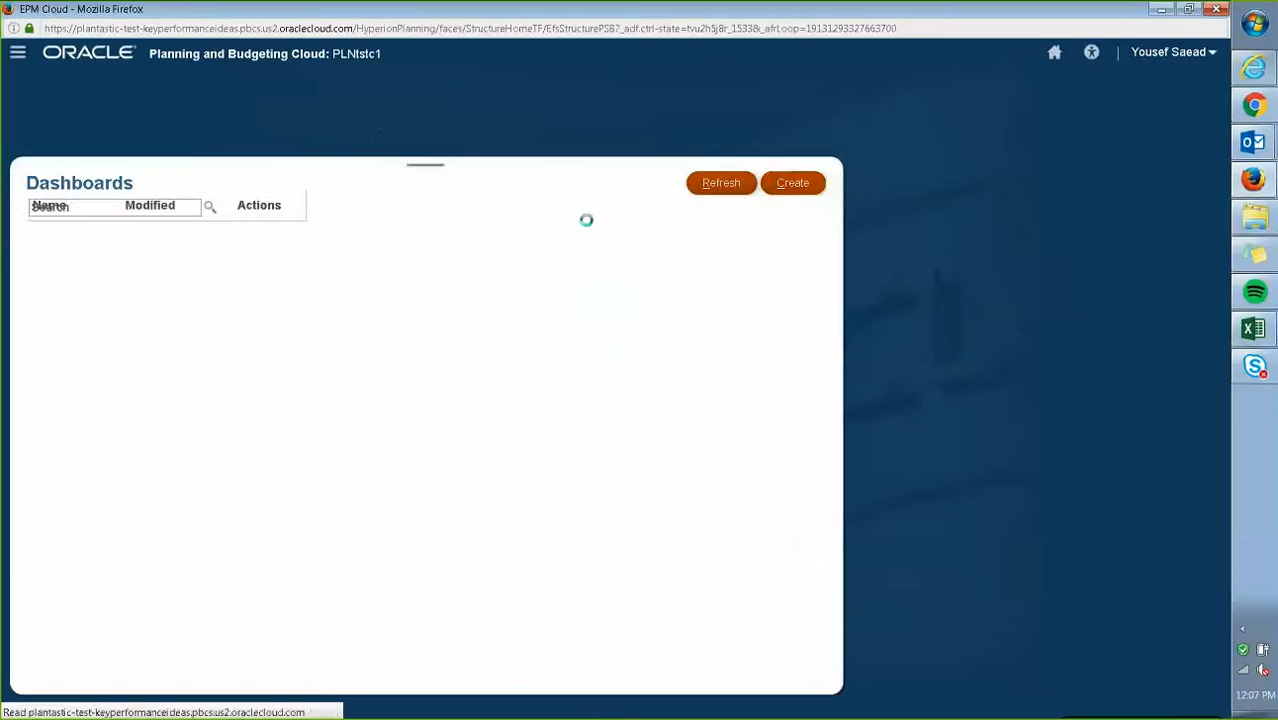 EPM Cloud - Mozilla Firefox
https://plantastic-test-keyperformanceideas.pbcs.us2.oraclecloud.com/HyperionPlanning/faces/StructureHomeTF/EfsStructurePSB?_adf.ctrl-state=tvu2h5j8r_1533&_afrLoop=19131293327663700
ORACLE Planning and Budgeting Cloud: PLNtstc1 Yousef Saead
Dashboards Refresh Create
Name Modified Actions
Search
Read plantastic-test-keyperformanceideas.pbcs.us2.oraclecloud.com
12:07 PM